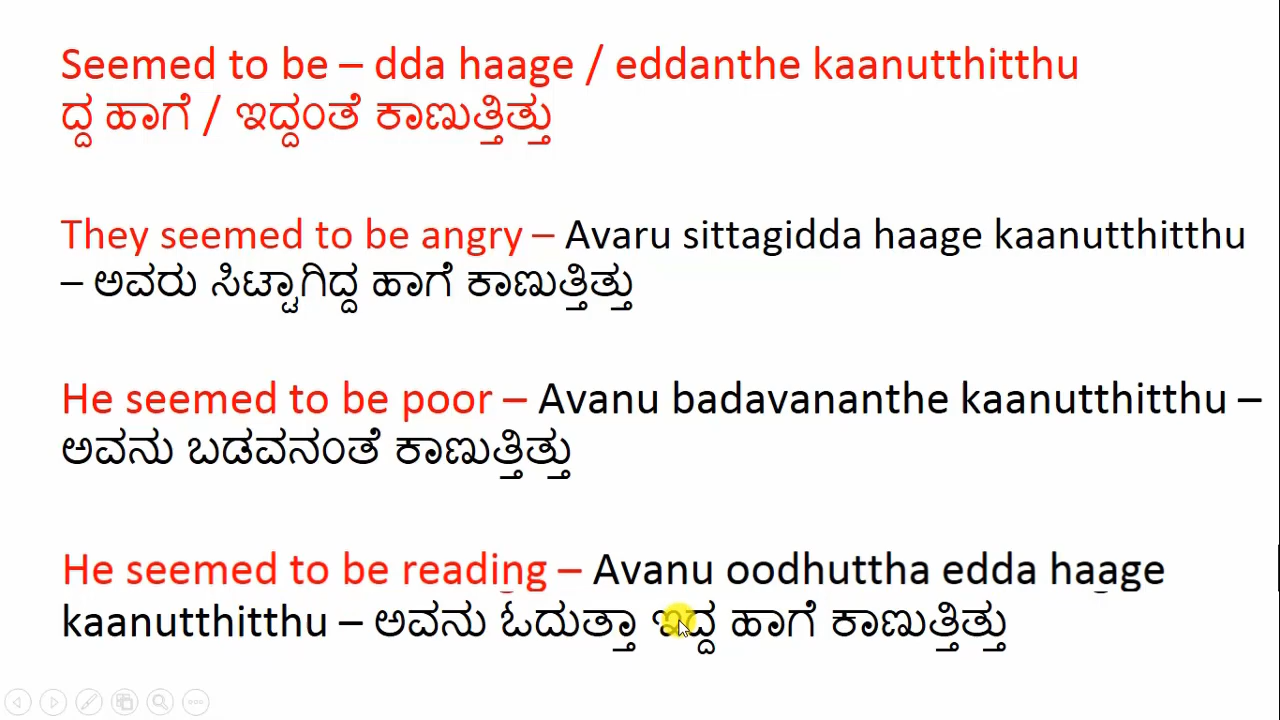 Seemed to be – dda haage / eddanthe kaanutthitthu
ದ್ದ ಹಾಗೆ / ಇದ್ದಂತೆ ಕಾಣುತ್ತಿತ್ತು
They seemed to be angry – Avaru sittagidda haage kaanutthitthu
– ಅವರು ಸಿಟ್ಟಾಗಿದ್ದ ಹಾಗೆ ಕಾಣುತ್ತಿತ್ತು
He seemed to be poor – Avanu badavananthe kaanutthitthu –
ಅವನು ಬಡವನಂತೆ ಕಾಣುತ್ತಿತ್ತು
He seemed to be reading – Avanu oodhuttha edda haage
kaanutthitthu – ಅವನು ಓದುತ್ತಾ ಇದ್ದ ಹಾಗೆ ಕಾಣುತ್ತಿತ್ತು